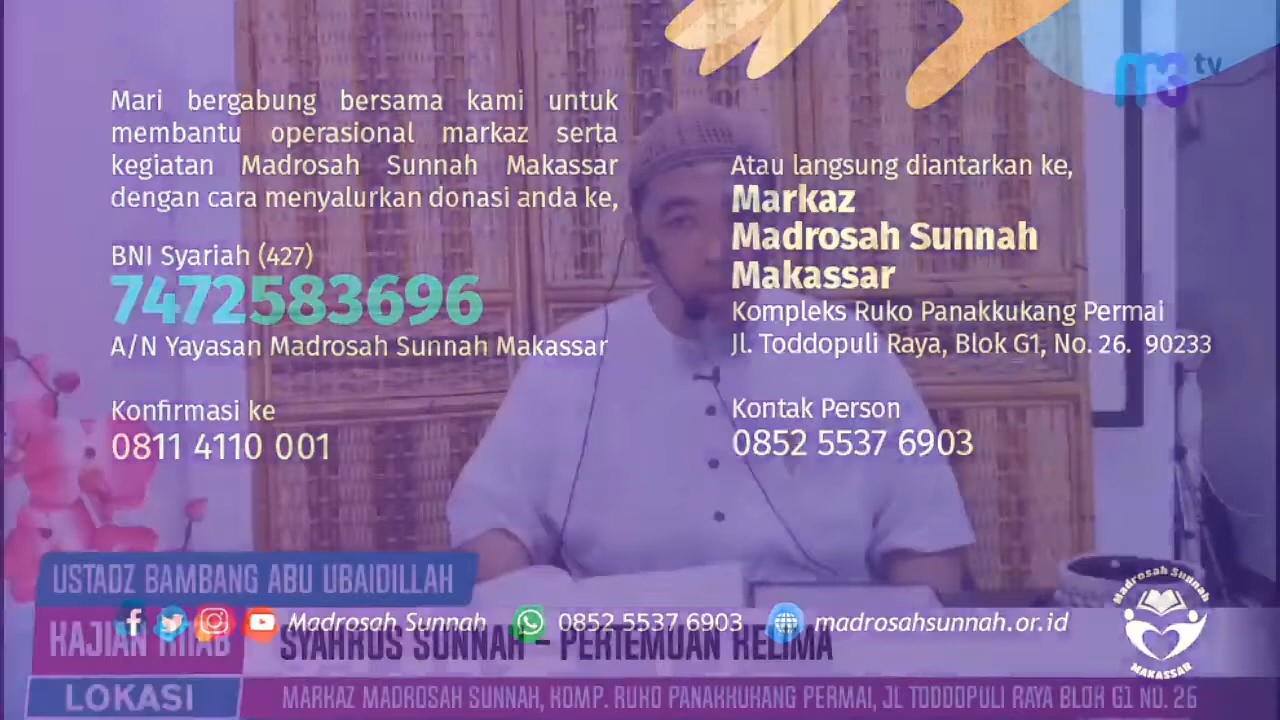 Mari bergabung bersama kami untuk
membantu operasional markaz serta
kegiatan Madrosah Sunnah Makassar
dengan cara menyalurkan donasi anda ke,
BNI Syariah (427)
7472583696
A/N Yayasan Madrosah Sunnah Makassar
Konfirmasi ke
0811 4110 001
tv
Atau langsung diantarkan ke,
Markaz
Madrosah Sunnah
Makassar
Kompleks Ruko Panakkukang Permai
Jl. Toddopuli Raya, Blok G1, No. 26. 90233
Kontak Person
0852 5537 6903
USTADZ BAMBANG ABU UBAIDILLAH
Madrosah Sunnah 0852 5537 6903 madrosahsunnah.or.id
KAJIAN KITAB SYAHRUS SUNNAH - PERTEMUAN KELIMA
LOKASI MARKAZ MADROSAH SUNNAH, KOMP. RUKO PANAKKUKANG PERMAI, JL TODDOPULI RAYA BLOK G1 NO. 26
Madrosah Sunnah
MAKASSAR